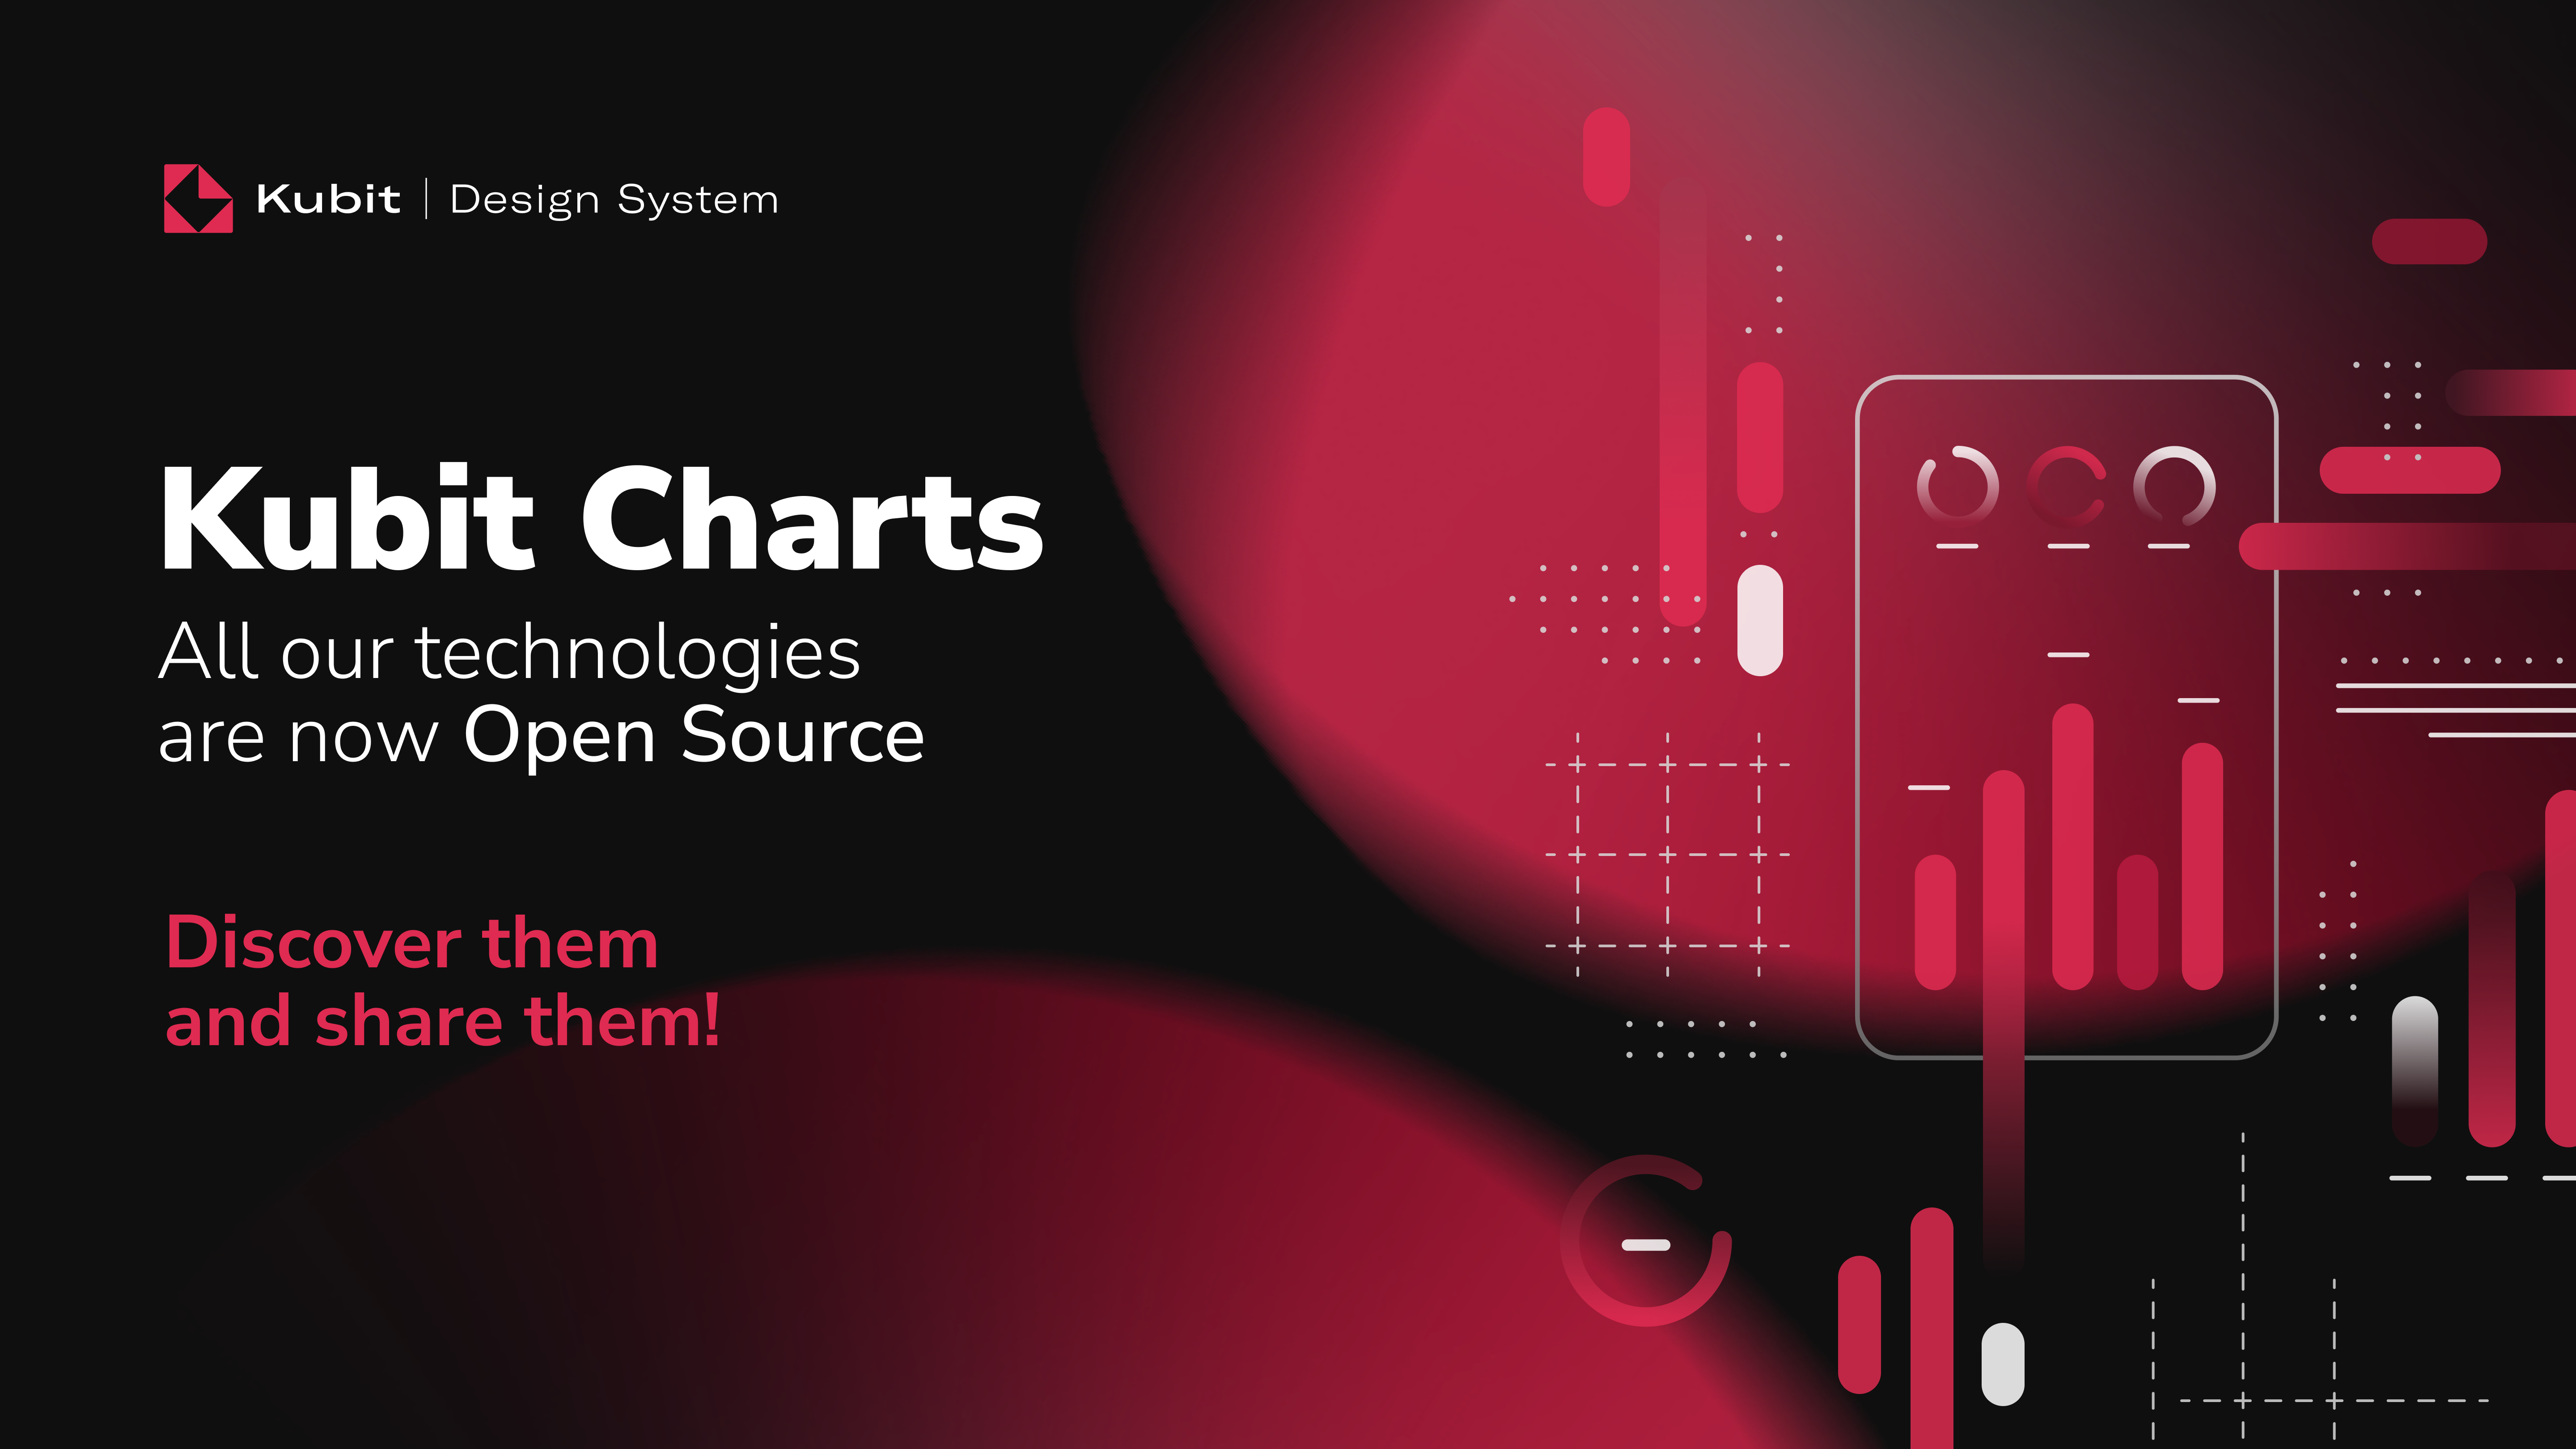 Kubit | Design System
Kubit Charts
All our technologies
are now Open Source
Discover them
and share them!